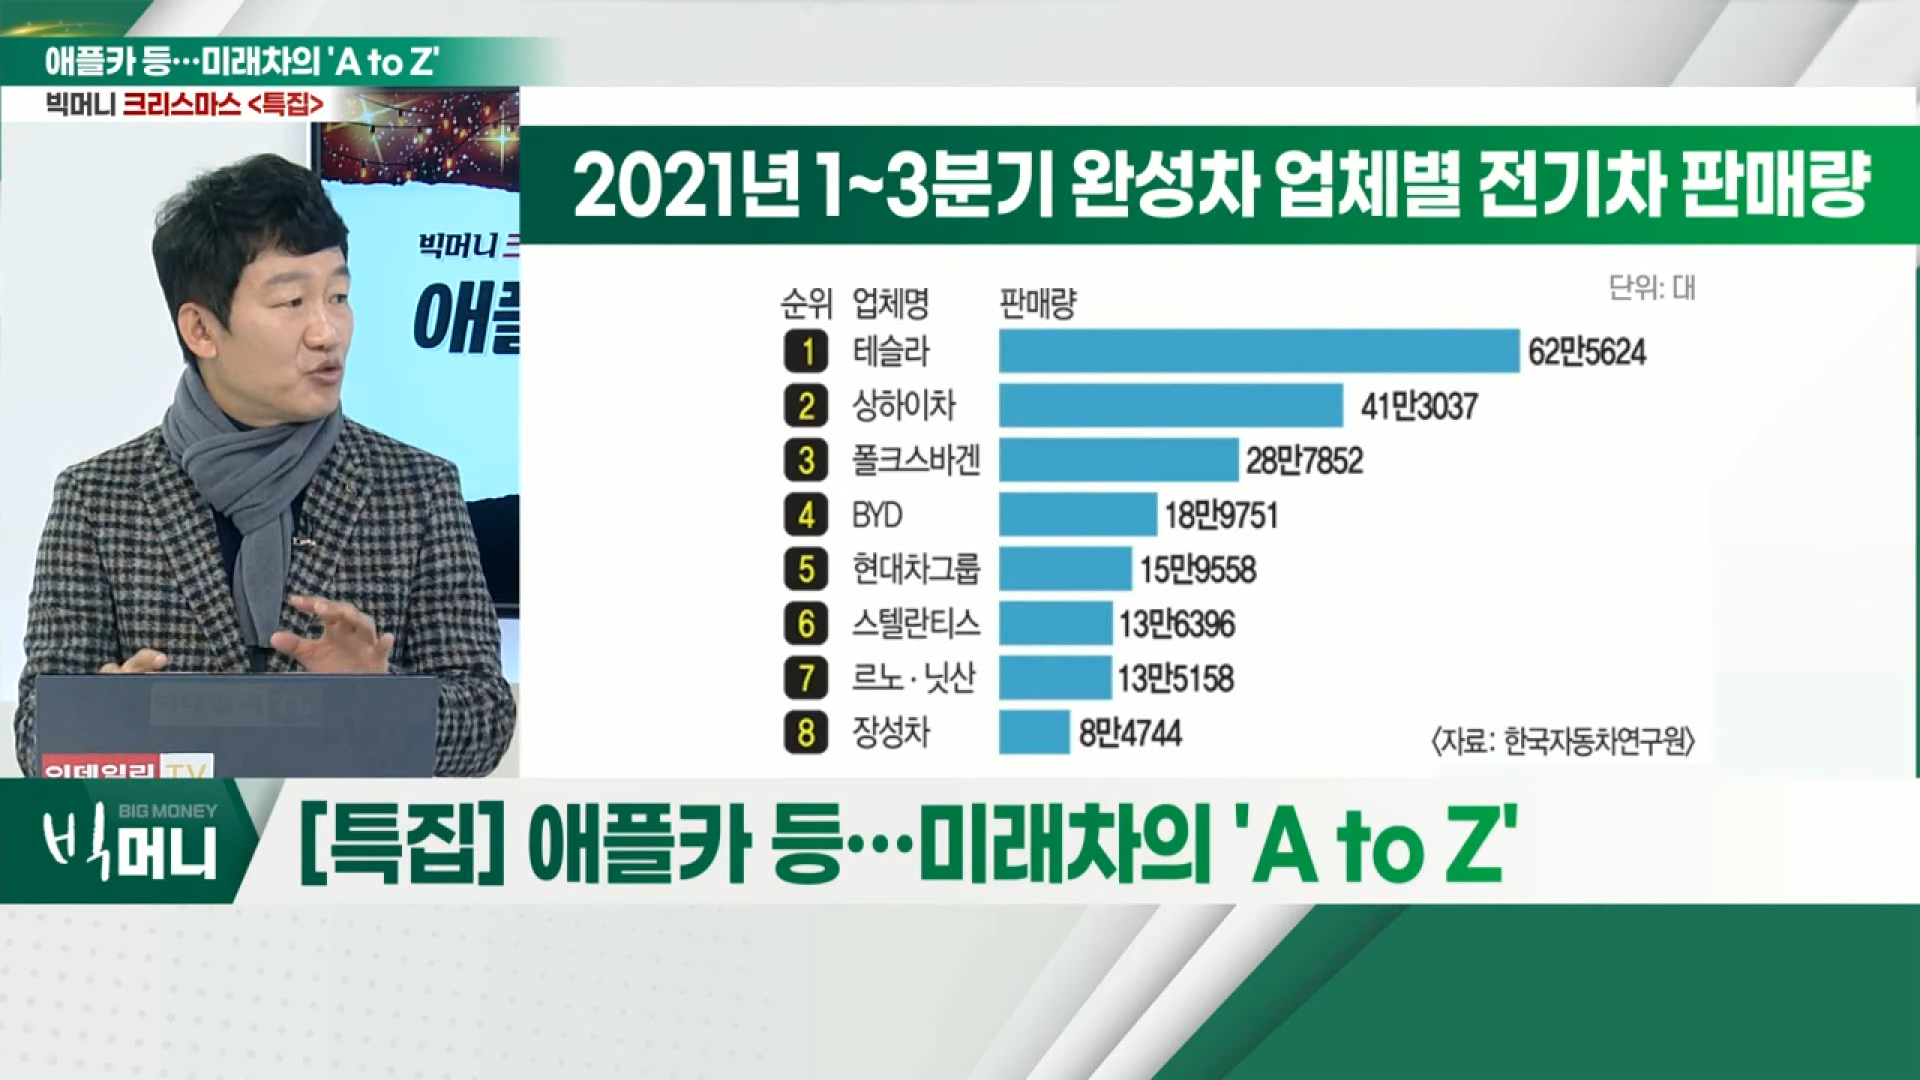 애플카 등…미래차의 'A to Z'
빅머니 크리스마스 <특집>
빅머니
애플
2021년 1~3분기 완성차 업체별 전기차 판매량
단위: 대
순위 업체명 판매량
1 테슬라 62만5624
2 상하이차 41만3037
3 폴크스바겐 28만7852
4 BYD 18만9751
5 현대차그룹 15만9558
6 스텔란티스 13만6396
7 르노·닛산 13만5158
8 장성차 8만4744
<자료: 한국자동차연구원>
이데일리 TV
BIG MONEY
빅머니
[특집] 애플카 등…미래차의 'A to Z'